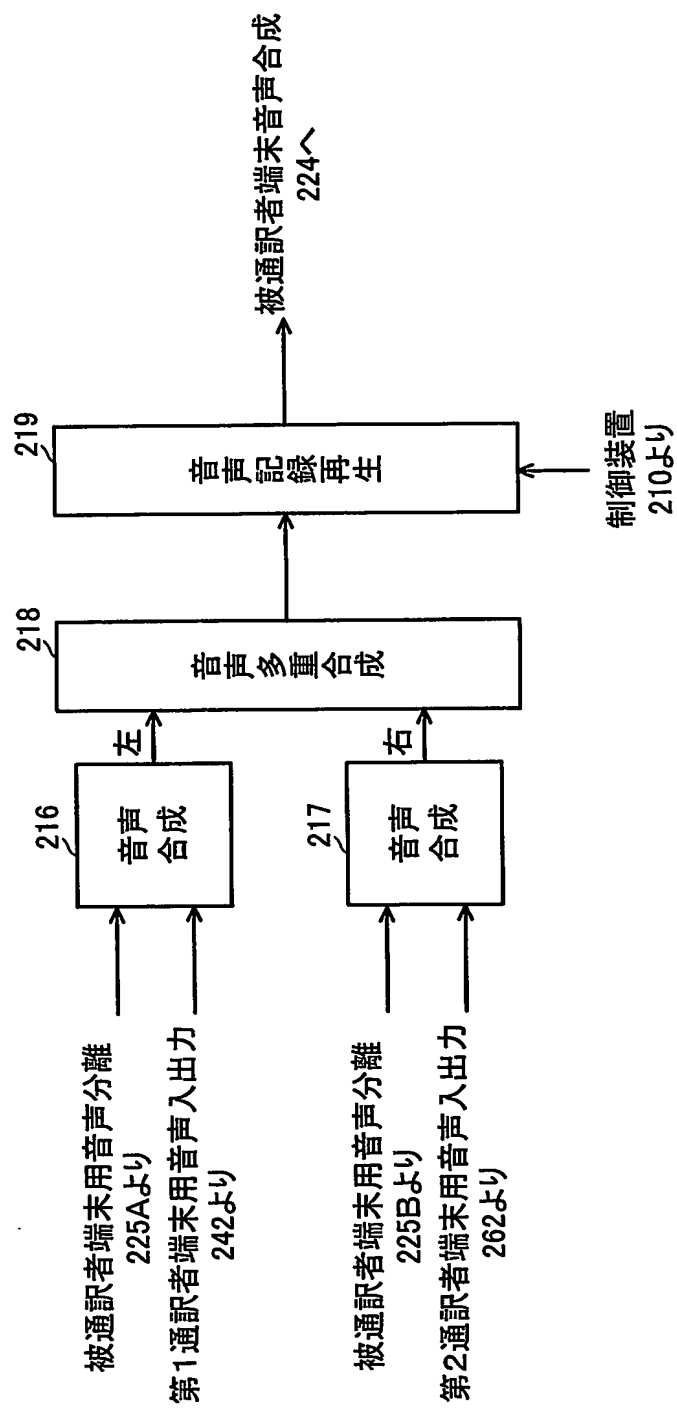 被通訳者端末用音声分離
225Aより
第1通訳者端末用音声入出力
242より
216
音声
合成
左
被通訳者端末用音声分離
225Bより
第2通訳者端末用音声入出力
262より
217
音声
合成
右
218
音声多重合成
219
音声記録再生
制御装置
210より
被通訳者端末音声合成
224へ